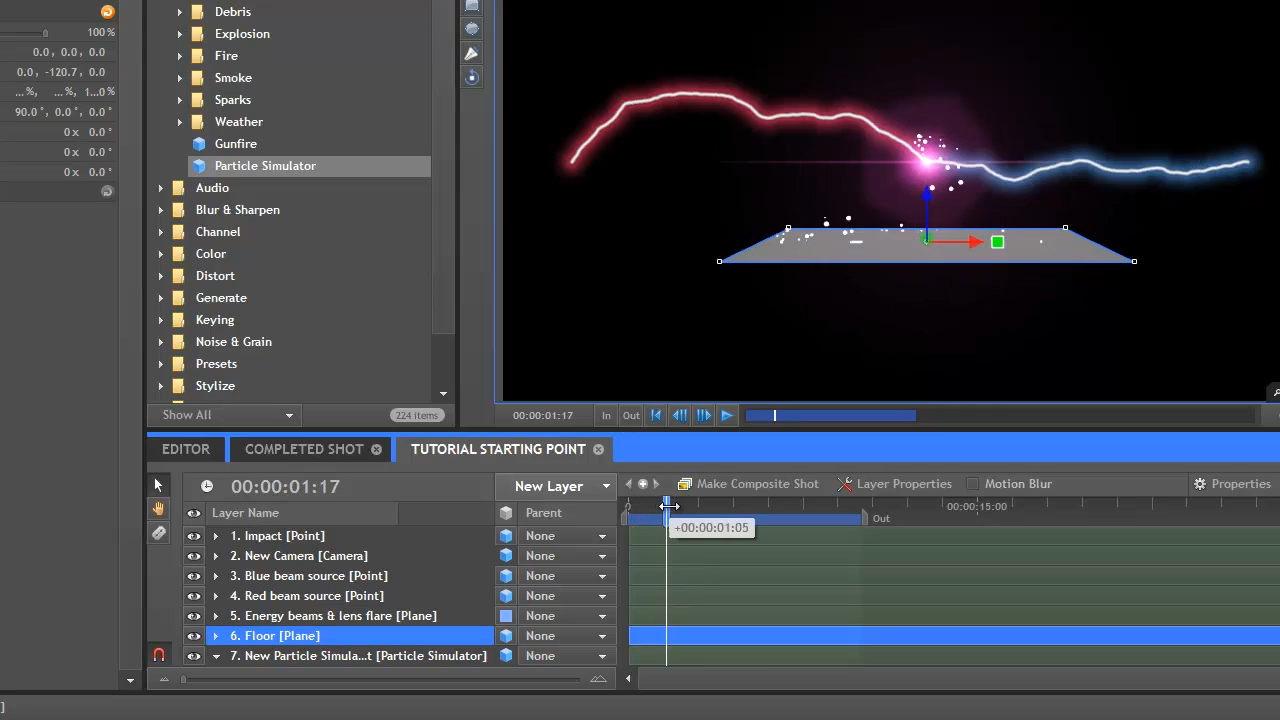 100 %
0.0, 0.0, 0.0
0.0, -120.7, 0.0
...%, ...%, 1...0 %
90.0 °, 0.0 °, 0.0 °
0 x 0.0 °
0 x 0.0 °
0 x 0.0 °
Debris
Explosion
Fire
Smoke
Sparks
Weather
Gunfire
Particle Simulator
Audio
Blur & Sharpen
Channel
Color
Distort
Generate
Keying
Noise & Grain
Presets
Stylize
Show All
224 items
00:00:01:17
In
Out
EDITOR
COMPLETED SHOT
TUTORIAL STARTING POINT
00:00:01:17
New Layer
Make Composite Shot
Layer Properties
Motion Blur
Properties
Layer Name
Parent
00:00:15:00
Out
+00:00:01:05
1. Impact [Point]
None
2. New Camera [Camera]
None
3. Blue beam source [Point]
None
4. Red beam source [Point]
None
5. Energy beams & lens flare [Plane]
None
6. Floor [Plane]
None
7. New Particle Simula...t [Particle Simulator]
None
]